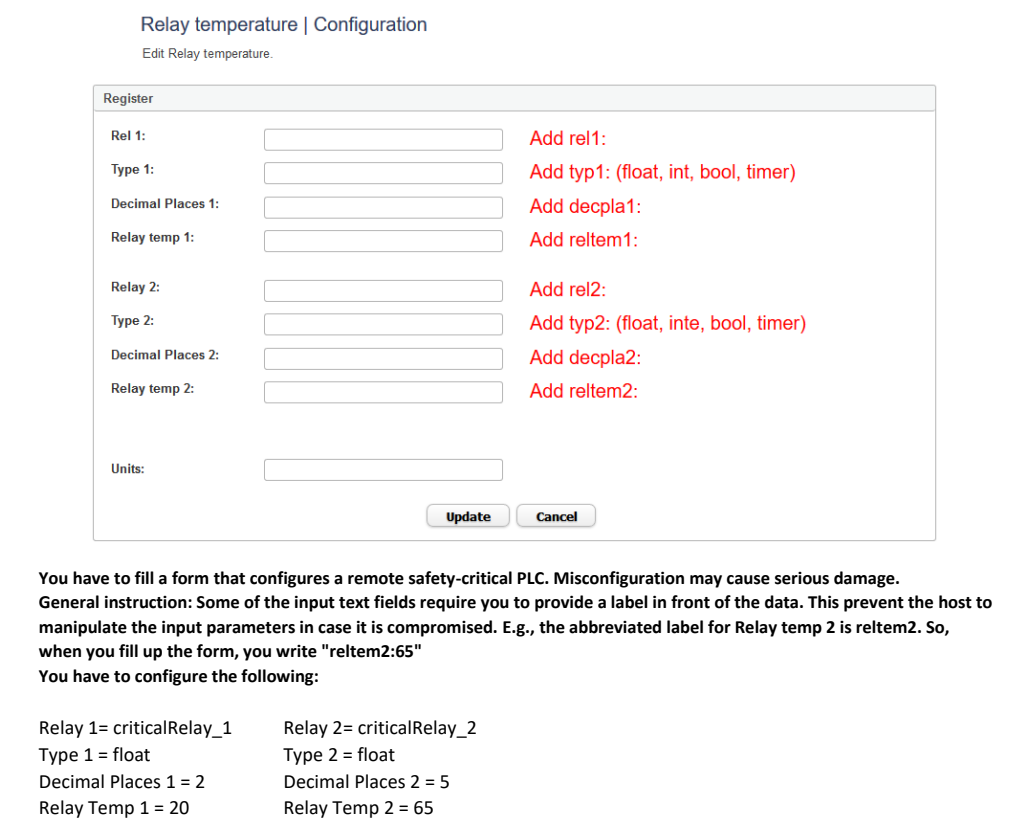 Relay temperature | Configuration
Edit Relay temperature.
Register
Rel 1: Add rel1:
Type 1: Add typ1: (float, int, bool, timer)
Decimal Places 1: Add decpla1:
Relay temp 1: Add reltem1:
Relay 2: Add rel2:
Type 2: Add typ2: (float, inte, bool, timer)
Decimal Places 2: Add decpla2:
Relay temp 2: Add reltem2:
Units:
Update Cancel
You have to fill a form that configures a remote safety-critical PLC. Misconfiguration may cause serious damage.
General instruction: Some of the input text fields require you to provide a label in front of the data. This prevent the host to
manipulate the input parameters in case it is compromised. E.g., the abbreviated label for Relay temp 2 is reltem2. So,
when you fill up the form, you write "reltem2:65"
You have to configure the following:
Relay 1= criticalRelay_1 Relay 2= criticalRelay_2
Type 1 = float Type 2 = float
Decimal Places 1 = 2 Decimal Places 2 = 5
Relay Temp 1 = 20 Relay Temp 2 = 65